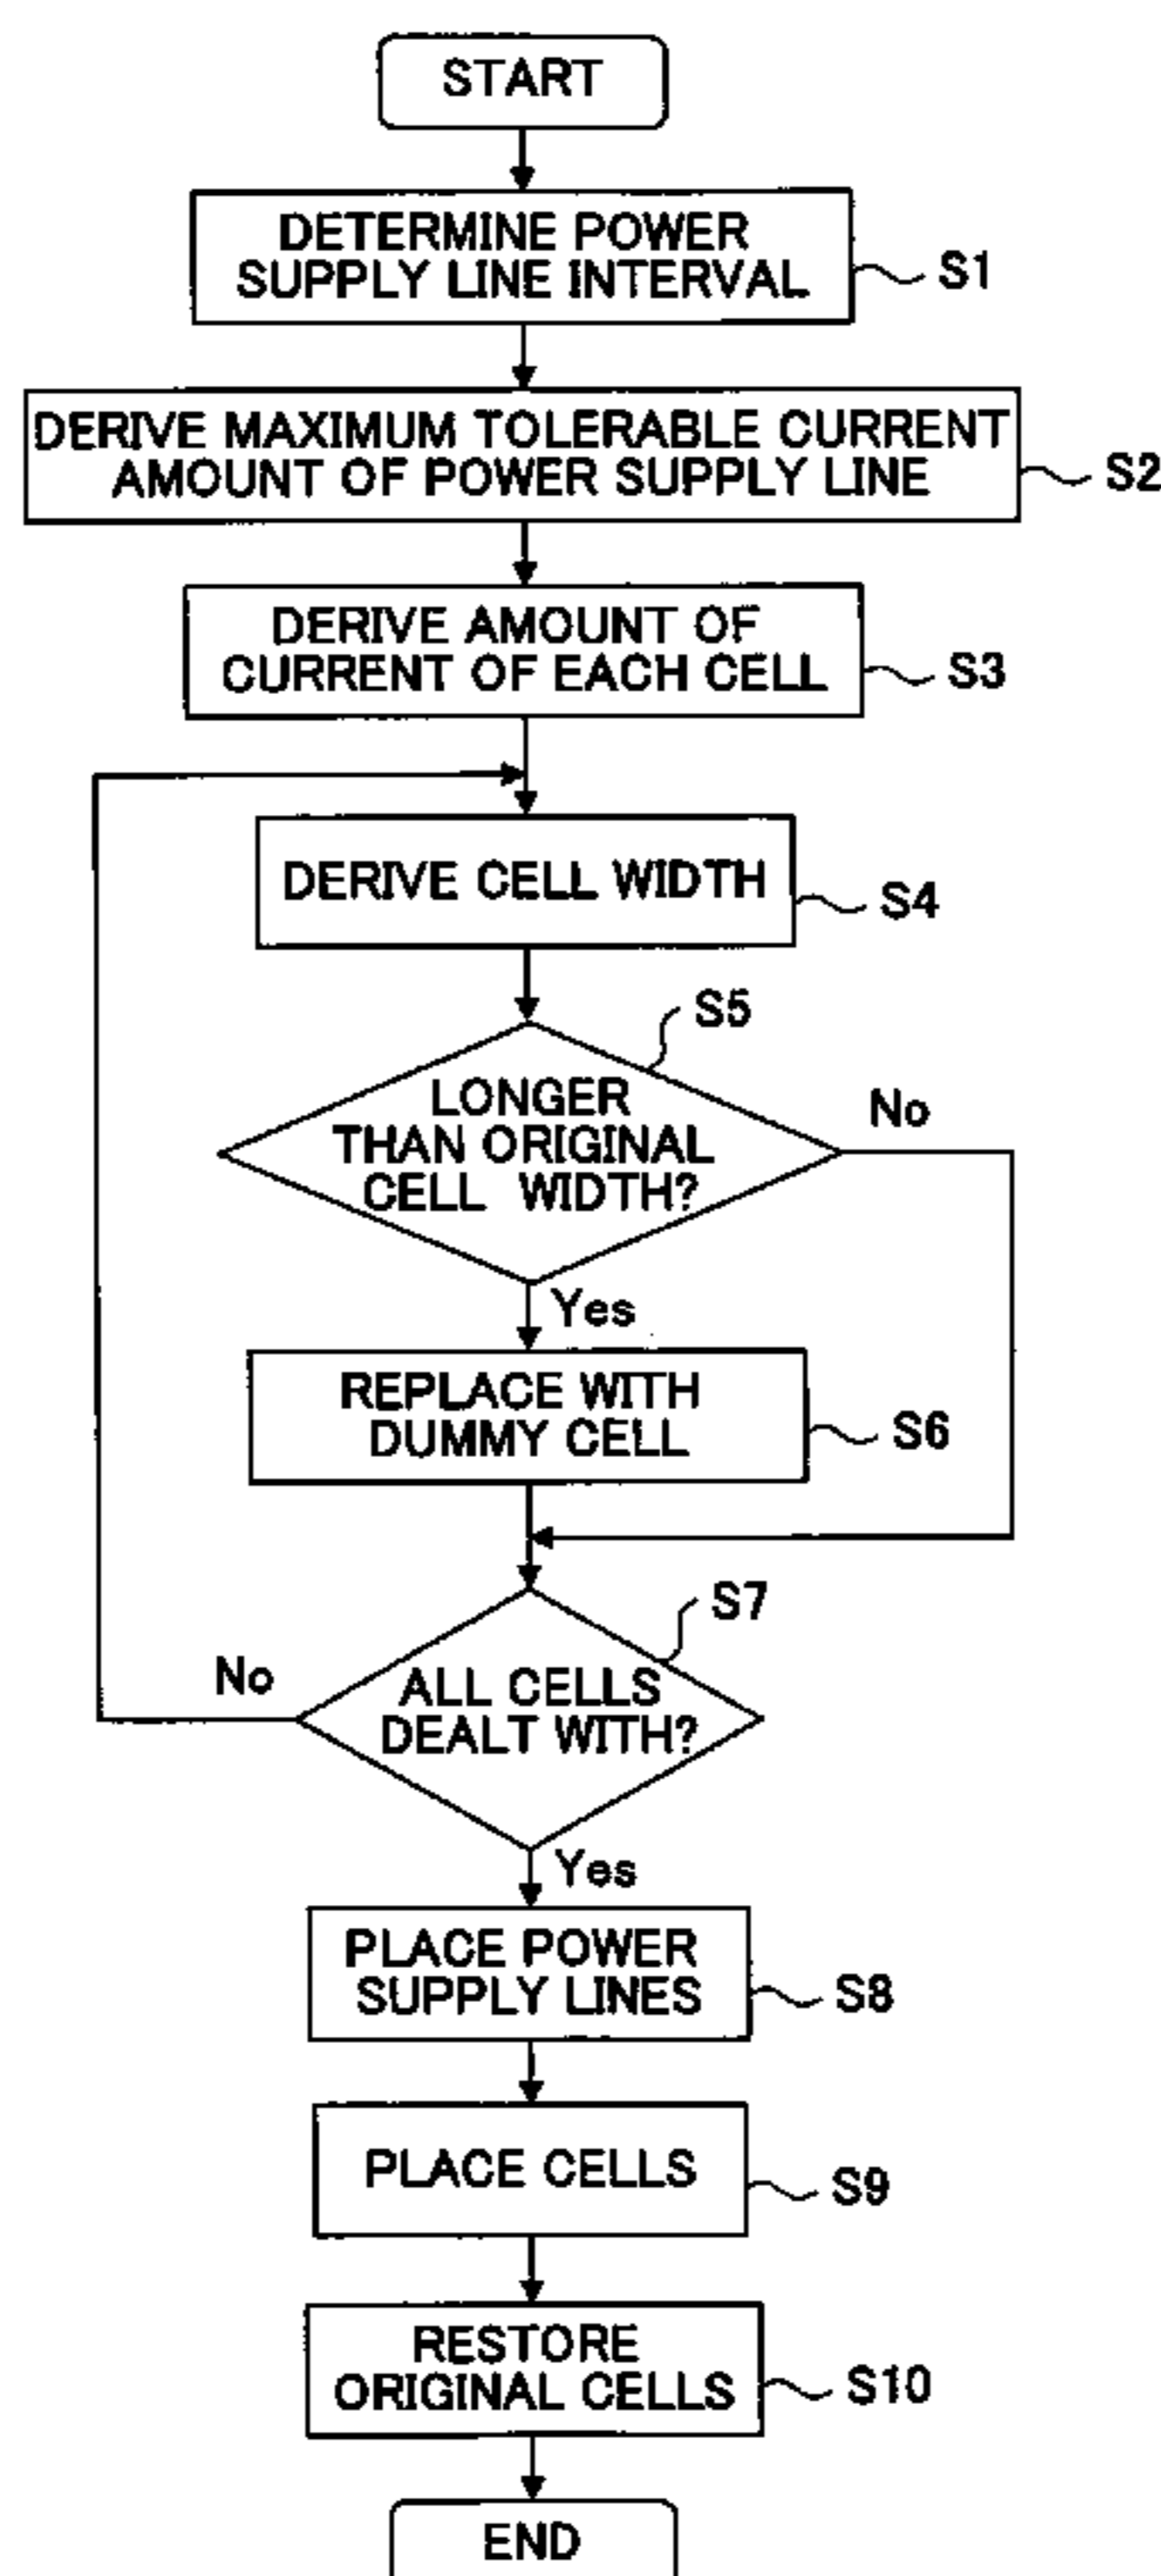 START
DETERMINE POWER
SUPPLY LINE INTERVAL
S1
DERIVE MAXIMUM TOLERABLE CURRENT
AMOUNT OF POWER SUPPLY LINE
S2
DERIVE AMOUNT OF
CURRENT OF EACH CELL
S3
DERIVE CELL WIDTH
S4
S5
LONGER
THAN ORIGINAL
CELL WIDTH?
No
Yes
REPLACE WITH
DUMMY CELL
S6
S7
No
ALL CELLS
DEALT WITH?
Yes
PLACE POWER
SUPPLY LINES
S8
PLACE CELLS
S9
RESTORE
ORIGINAL CELLS
S10
END